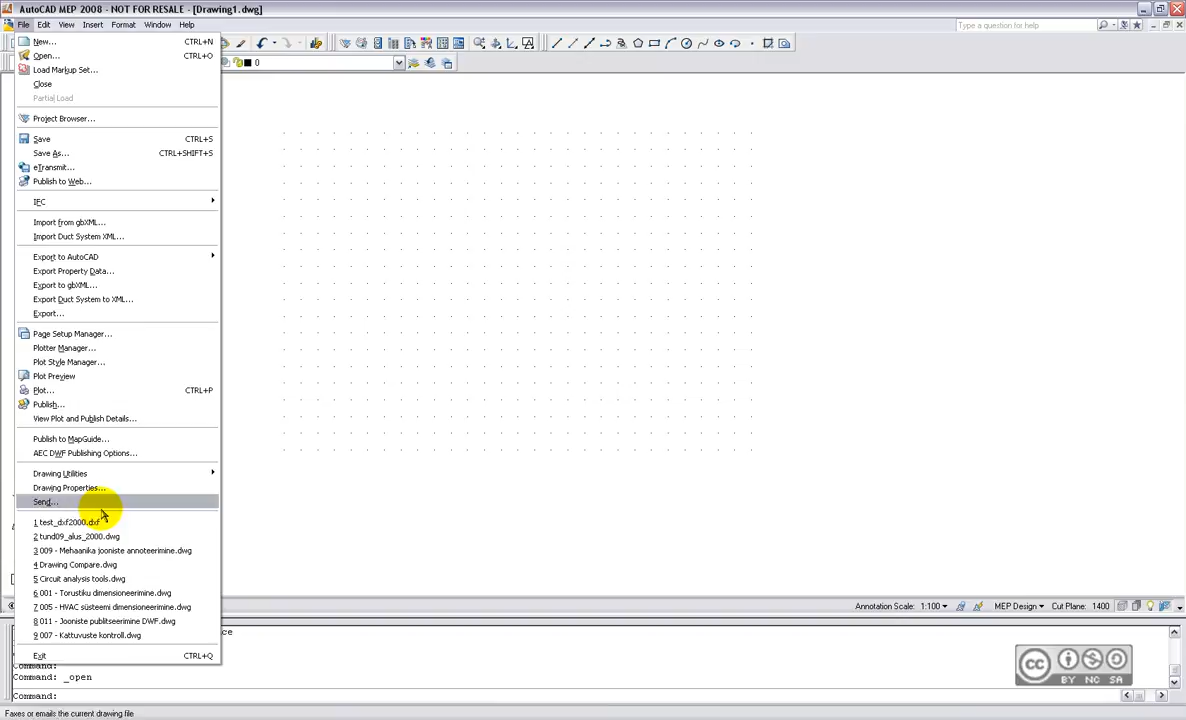 AutoCAD MEP 2008 - NOT FOR RESALE - [Drawing1.dwg]
File Edit View Insert Format Window Help
Type a question for help
New... CTRL+N
Open... CTRL+O
Load Markup Set...
Close
Partial Load
0
Project Browser...
Save CTRL+S
Save As... CTRL+SHIFT+S
eTransmit...
Publish to Web...
IFC
Import from gbXML...
Import Duct System XML...
Export to AutoCAD
Export Property Data...
Export to gbXML...
Export Duct System to XML...
Export...
Page Setup Manager...
Plotter Manager...
Plot Style Manager...
Plot Preview
Plot... CTRL+P
Publish...
View Plot and Publish Details...
Publish to MapGuide...
AEC DWF Publishing Options...
Drawing Utilities
Drawing Properties...
Send...
1 test_dxf2000.dxf
2 tund09_alus_2000.dwg
3 009 - Mehaanika jooniste annoteerimine.dwg
4 Drawing Compare.dwg
5 Circuit analysis tools.dwg
6 001 - Torustiku dimensioneerimine.dwg
7 005 - HVAC süsteemi dimensioneerimine.dwg
8 011 - Jooniste publitseerimine DWF.dwg
9 007 - Kattuvuste kontroll.dwg
Exit CTRL+Q
Annotation Scale: 1:100 MEP Design Cut Plane: 1400
Command:
Command: _open
Command:
cc BY NC SA
Faxes or emails the current drawing file